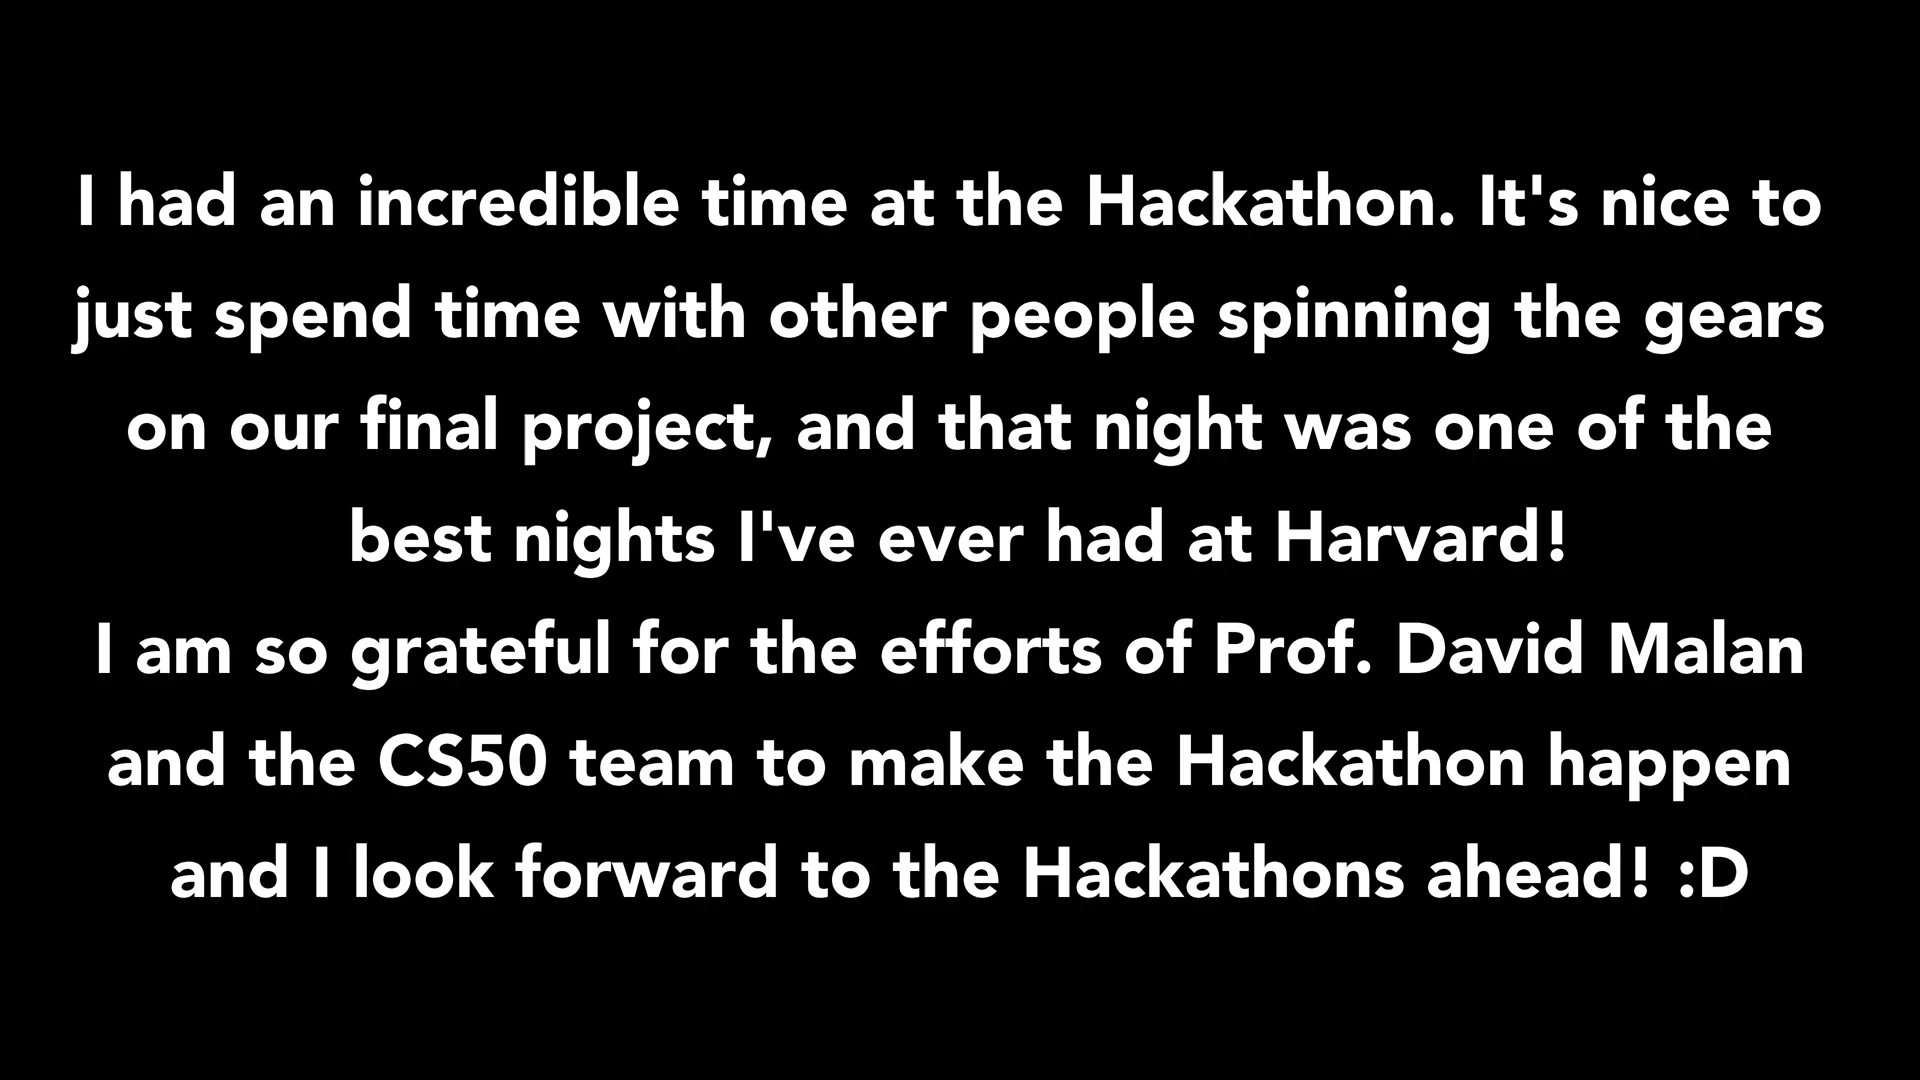 I had an incredible time at the Hackathon. It's nice to
just spend time with other people spinning the gears
on our final project, and that night was one of the
best nights I've ever had at Harvard!
I am so grateful for the efforts of Prof. David Malan
and the CS50 team to make the Hackathon happen
and I look forward to the Hackathons ahead! :D